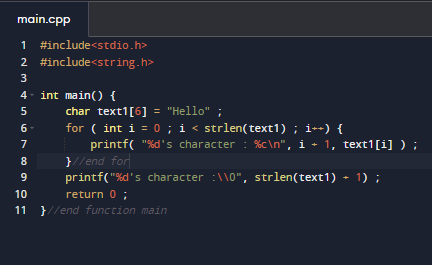 main.cpp
1 #include<stdio.h>
2 #include<string.h>
3
4 int main() {
5 char text1[6] = "Hello" ;
6 for ( int i = 0 ; i < strlen(text1) ; i++) {
7 printf( "%d's character : %c\n", i + 1, text1[i] ) ;
8 }//end for
9 printf("%d's character :\\0", strlen(text1) + 1) ;
10 return 0 ;
11 }//end function main